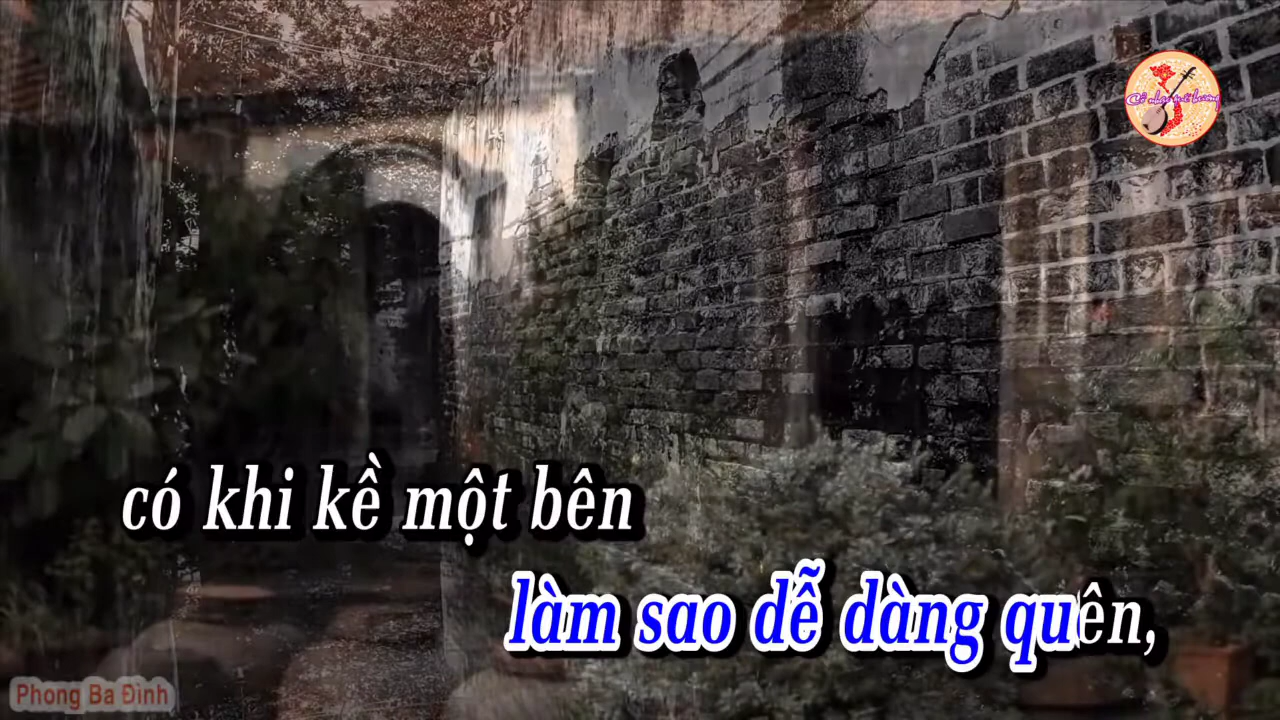 có khi kề một bên
làm sao dễ dàng quên,
Phong Ba Đình